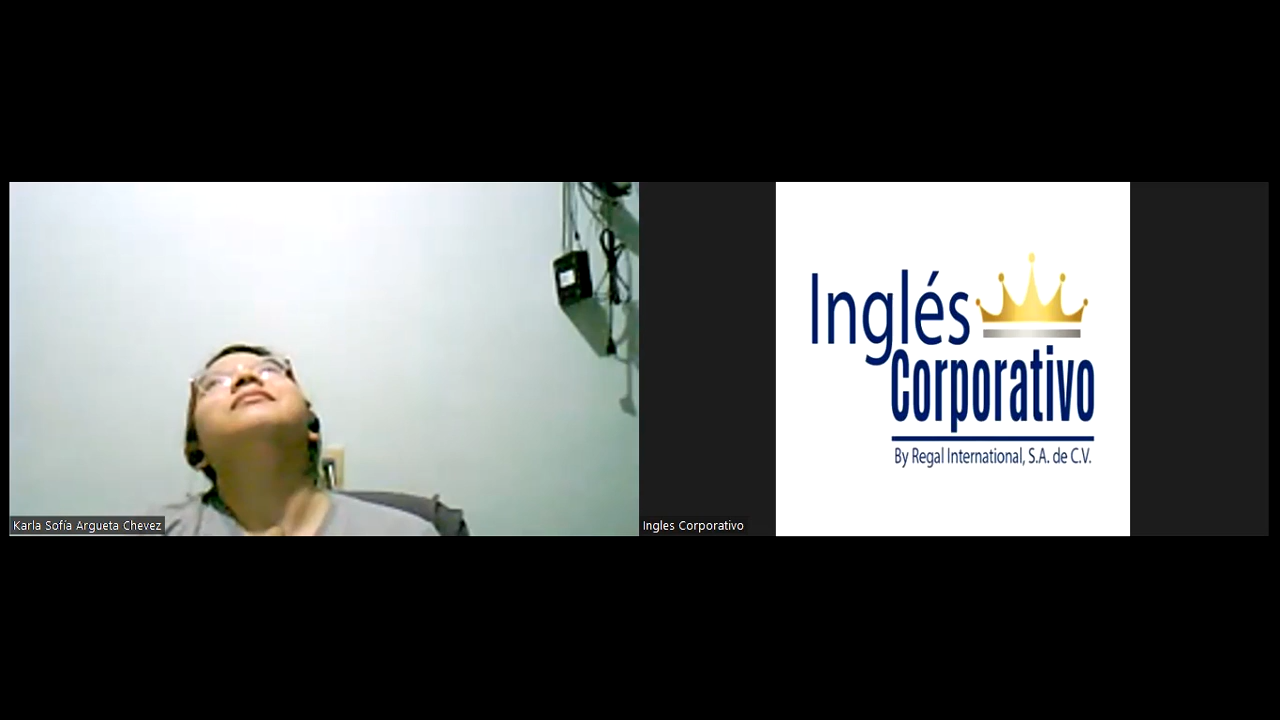 Karla Sofía Argueta Chevez
Inglés
Corporativo
By Regal International, S.A. de C.V.
Ingles Corporativo